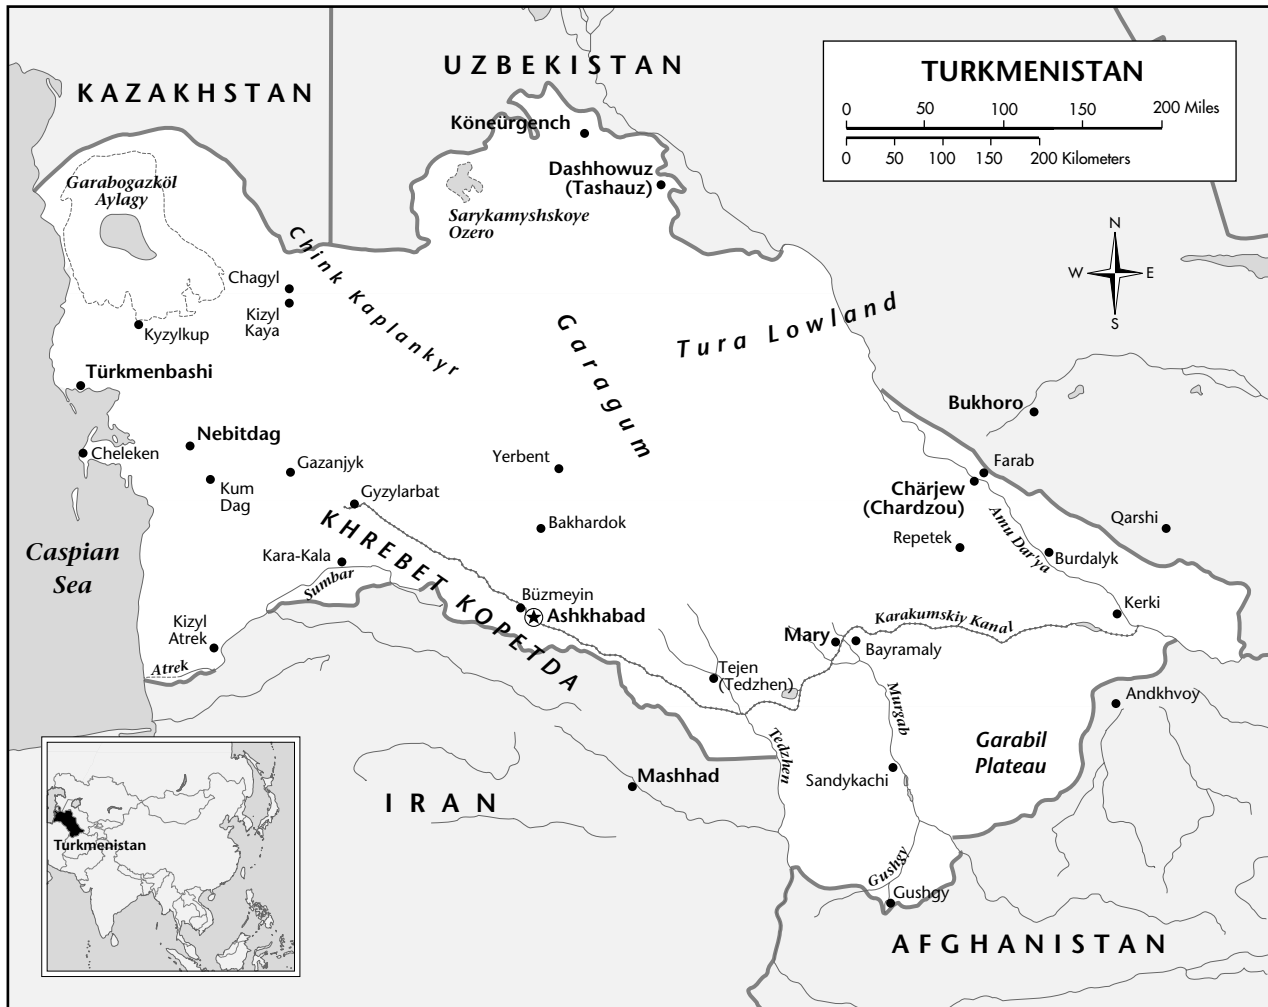 UZBEKISTAN
KAZAKHSTAN
TURKMENISTAN
0 50 100 150 200 Miles
0 50 100 150 200 Kilometers
Köneürgench
Dashhowuz
(Tashauz)
Garabogazköl
Aylagy
Sarykamyshskoye
Ozero
N
W E
S
Chink Kaplankyr
Chagyl
Kizyl
Kaya
Kyzylkup
Garagum
Tura Lowland
Türkmenbashi
Bukhoro
Nebitdag
Cheleken
Gazanjyk
Yerbent
Farab
Kum
Dag
Gyzylarbat
Chärjew
(Chardzou)
Amu Dar'ya
Qarshi
Bakhardok
Repetek
Burdalyk
Caspian
Sea
KHREBET KOPETDA
Kara-Kala
Sumbar
Büzmeyin
Ashkhabad
Kerki
Karakumskiy Kanal
Kizyl
Atrek
Mary
Bayramaly
Atrek
Tejen
(Tedzhen)
Murgab
Andkhvoy
Tedzhen
Garabil
Plateau
Mashhad
Sandykachi
IRAN
Turkmenistan
Gushgy
Gushgy
AFGHANISTAN